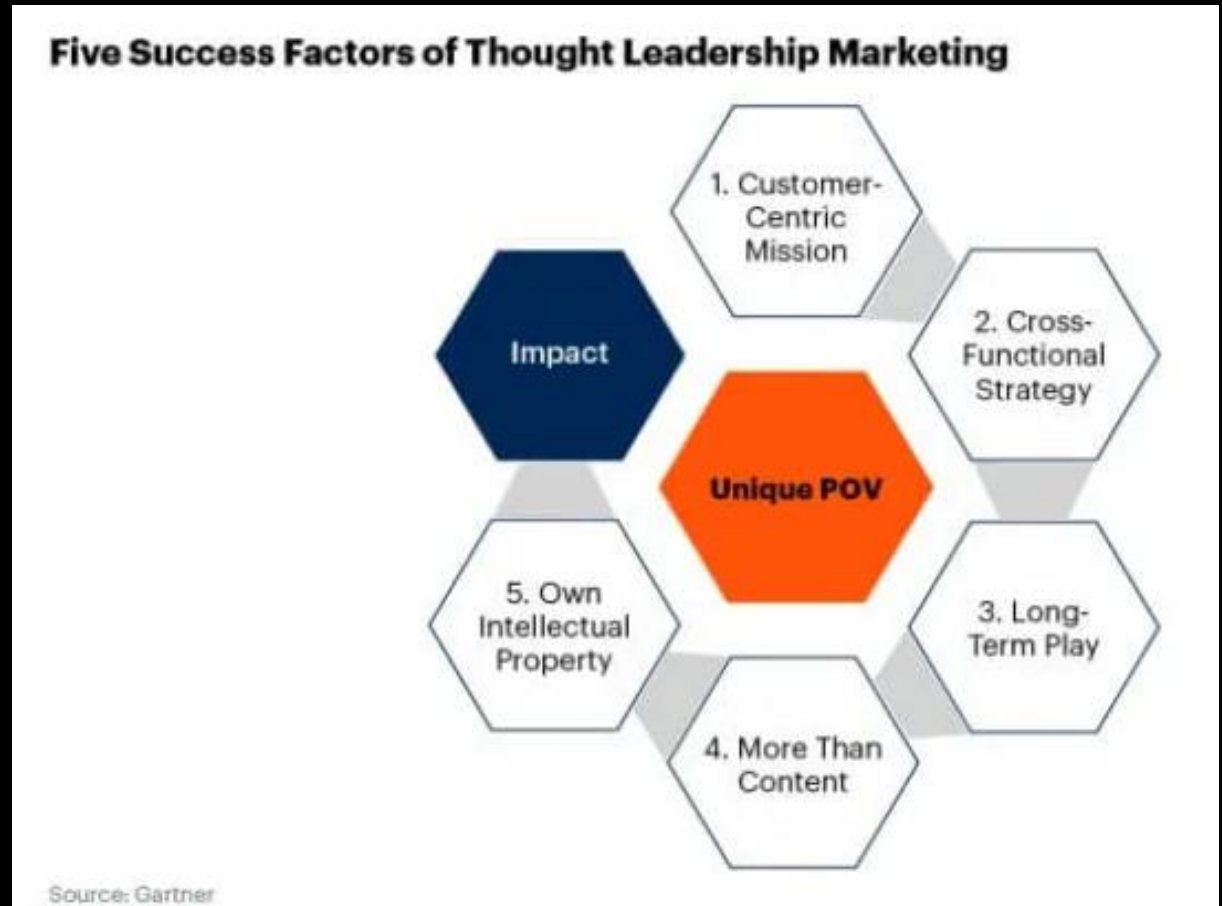 Five Success Factors of Thought Leadership Marketing
1. Customer-
Centric
Mission
2. Cross-
Functional
Strategy
3. Long-
Term Play
4. More Than
Content
5. Own
Intellectual
Property
Impact
Unique POV
Source: Gartner